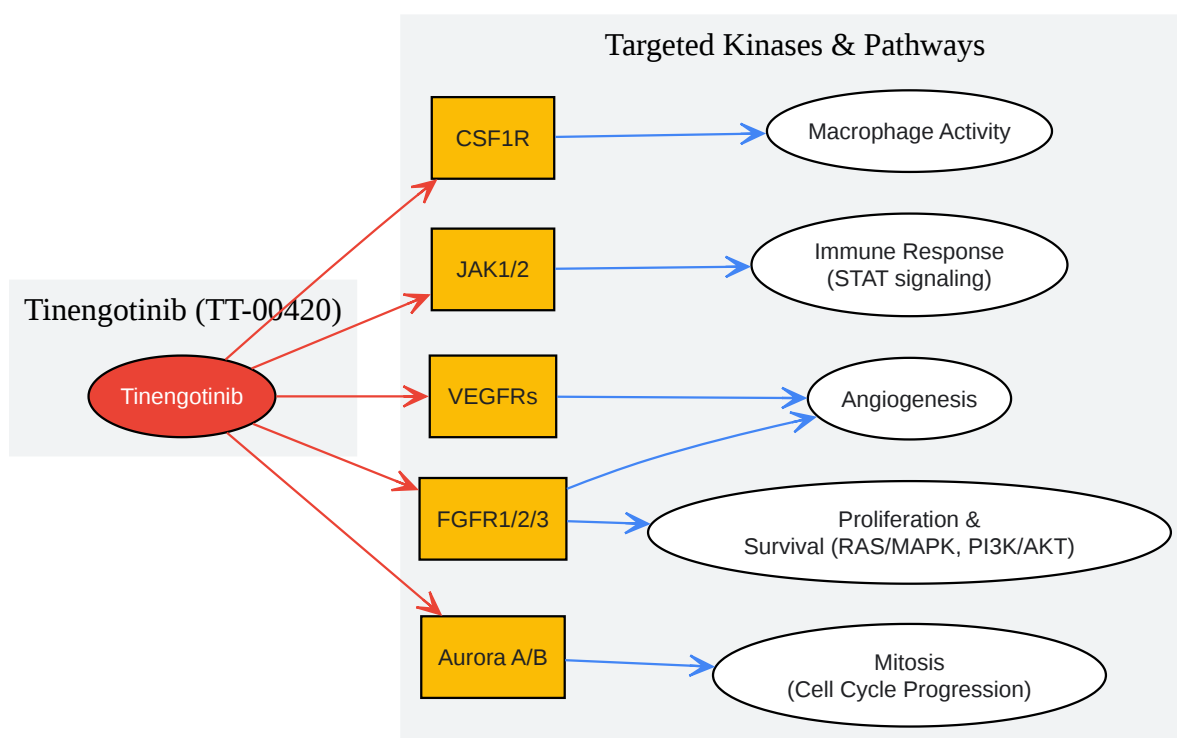 Targeted Kinases & Pathways
CSF1R
Macrophage Activity
JAK1/2
Immune Response
(STAT signaling)
Tinengotinib (TT-00420)
Tinengotinib
VEGFRs
Angiogenesis
FGFR1/2/3
Proliferation &
Survival (RAS/MAPK, PI3K/AKT)
Aurora A/B
Mitosis
(Cell Cycle Progression)